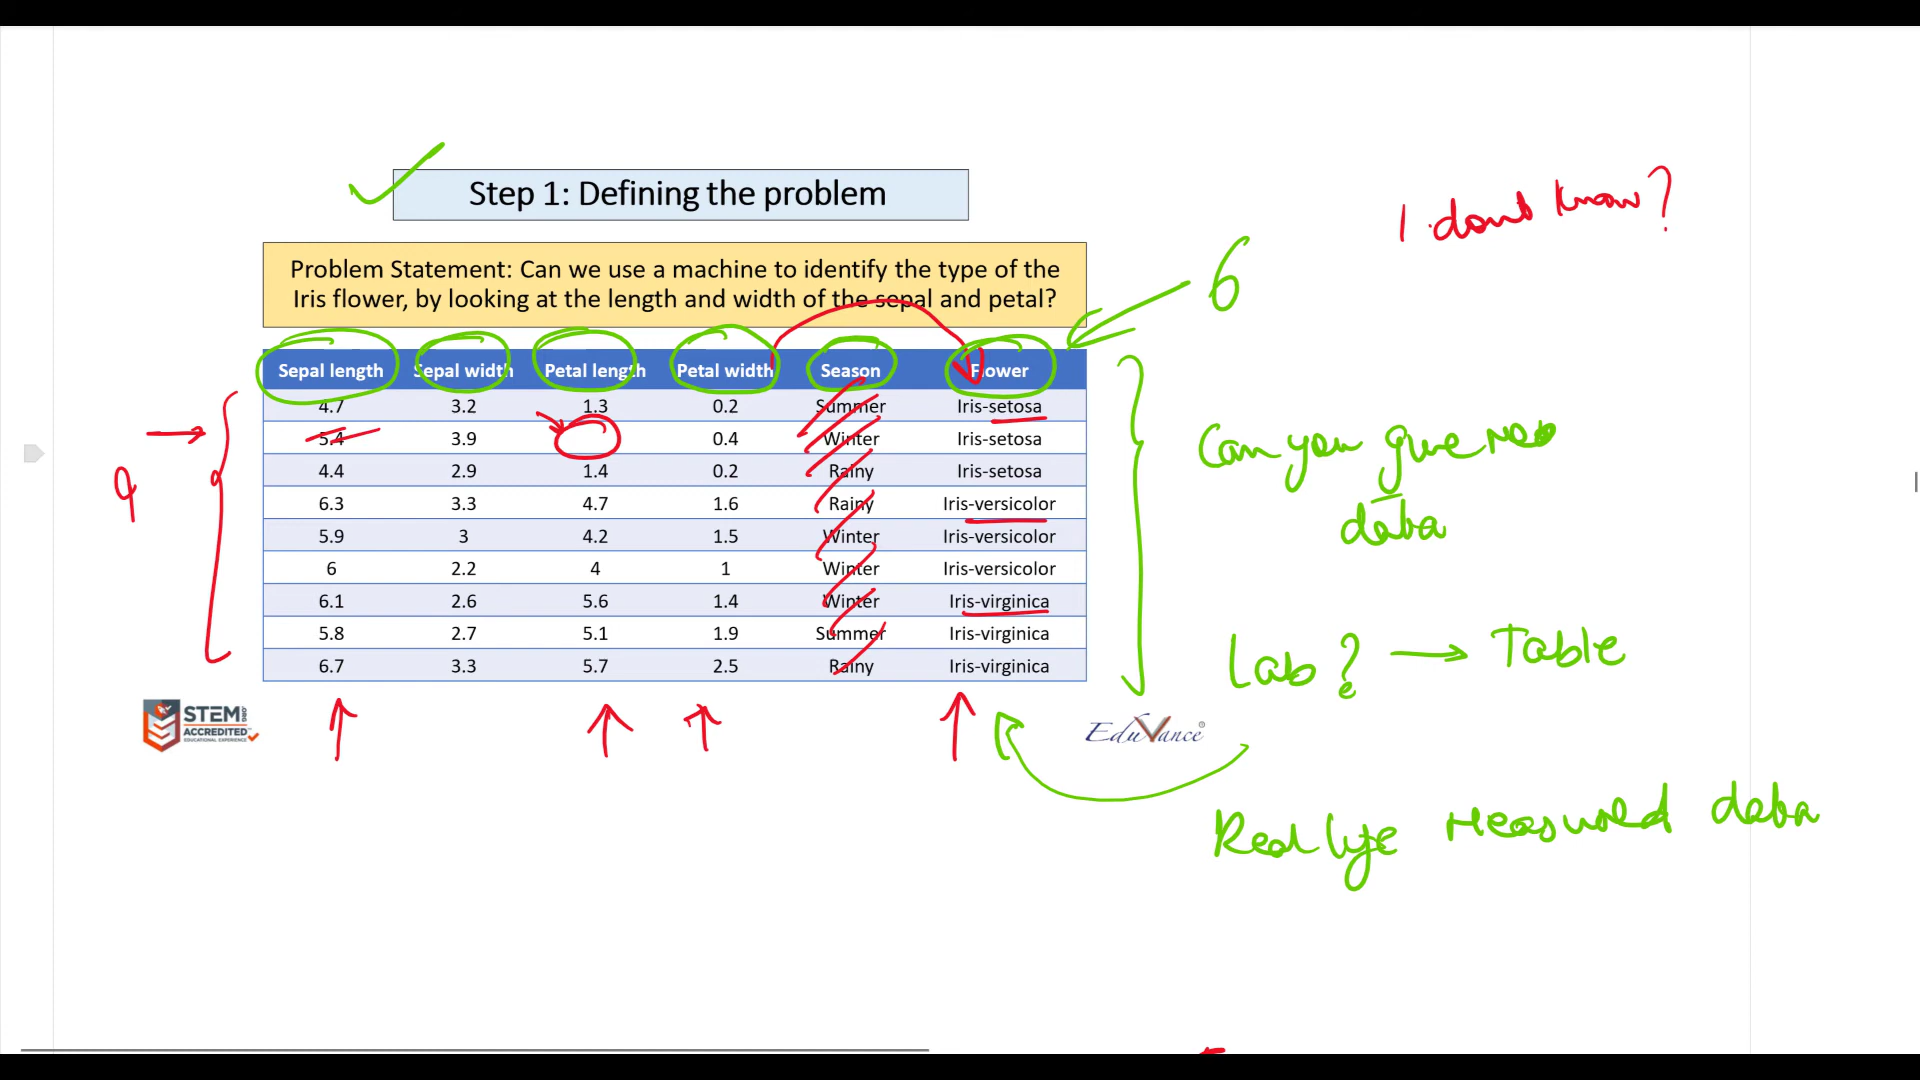 Step 1: Defining the problem
I dont know?
6
Problem Statement: Can we use a machine to identify the type of the
Iris flower, by looking at the length and width of the sepal and petal?
Sepal length Sepal width Petal length Petal width Season Flower
4.7 3.2 1.3 0.2 Summer Iris-setosa
5.4 3.9 0.4 Winter Iris-setosa
4.4 2.9 1.4 0.2 Rainy Iris-setosa
6.3 3.3 4.7 1.6 Rainy Iris-versicolor
5.9 3 4.2 1.5 Winter Iris-versicolor
6 2.2 4 1 Winter Iris-versicolor
6.1 2.6 5.6 1.4 Winter Iris-virginica
5.8 2.7 5.1 1.9 Summer Iris-virginica
6.7 3.3 5.7 2.5 Rainy Iris-virginica
9
Can you give
data
Lab? → Table
Real life measured data
STEM.ORG
ACCREDITED™
EDUCATIONAL EXPERIENCE
EduVance®